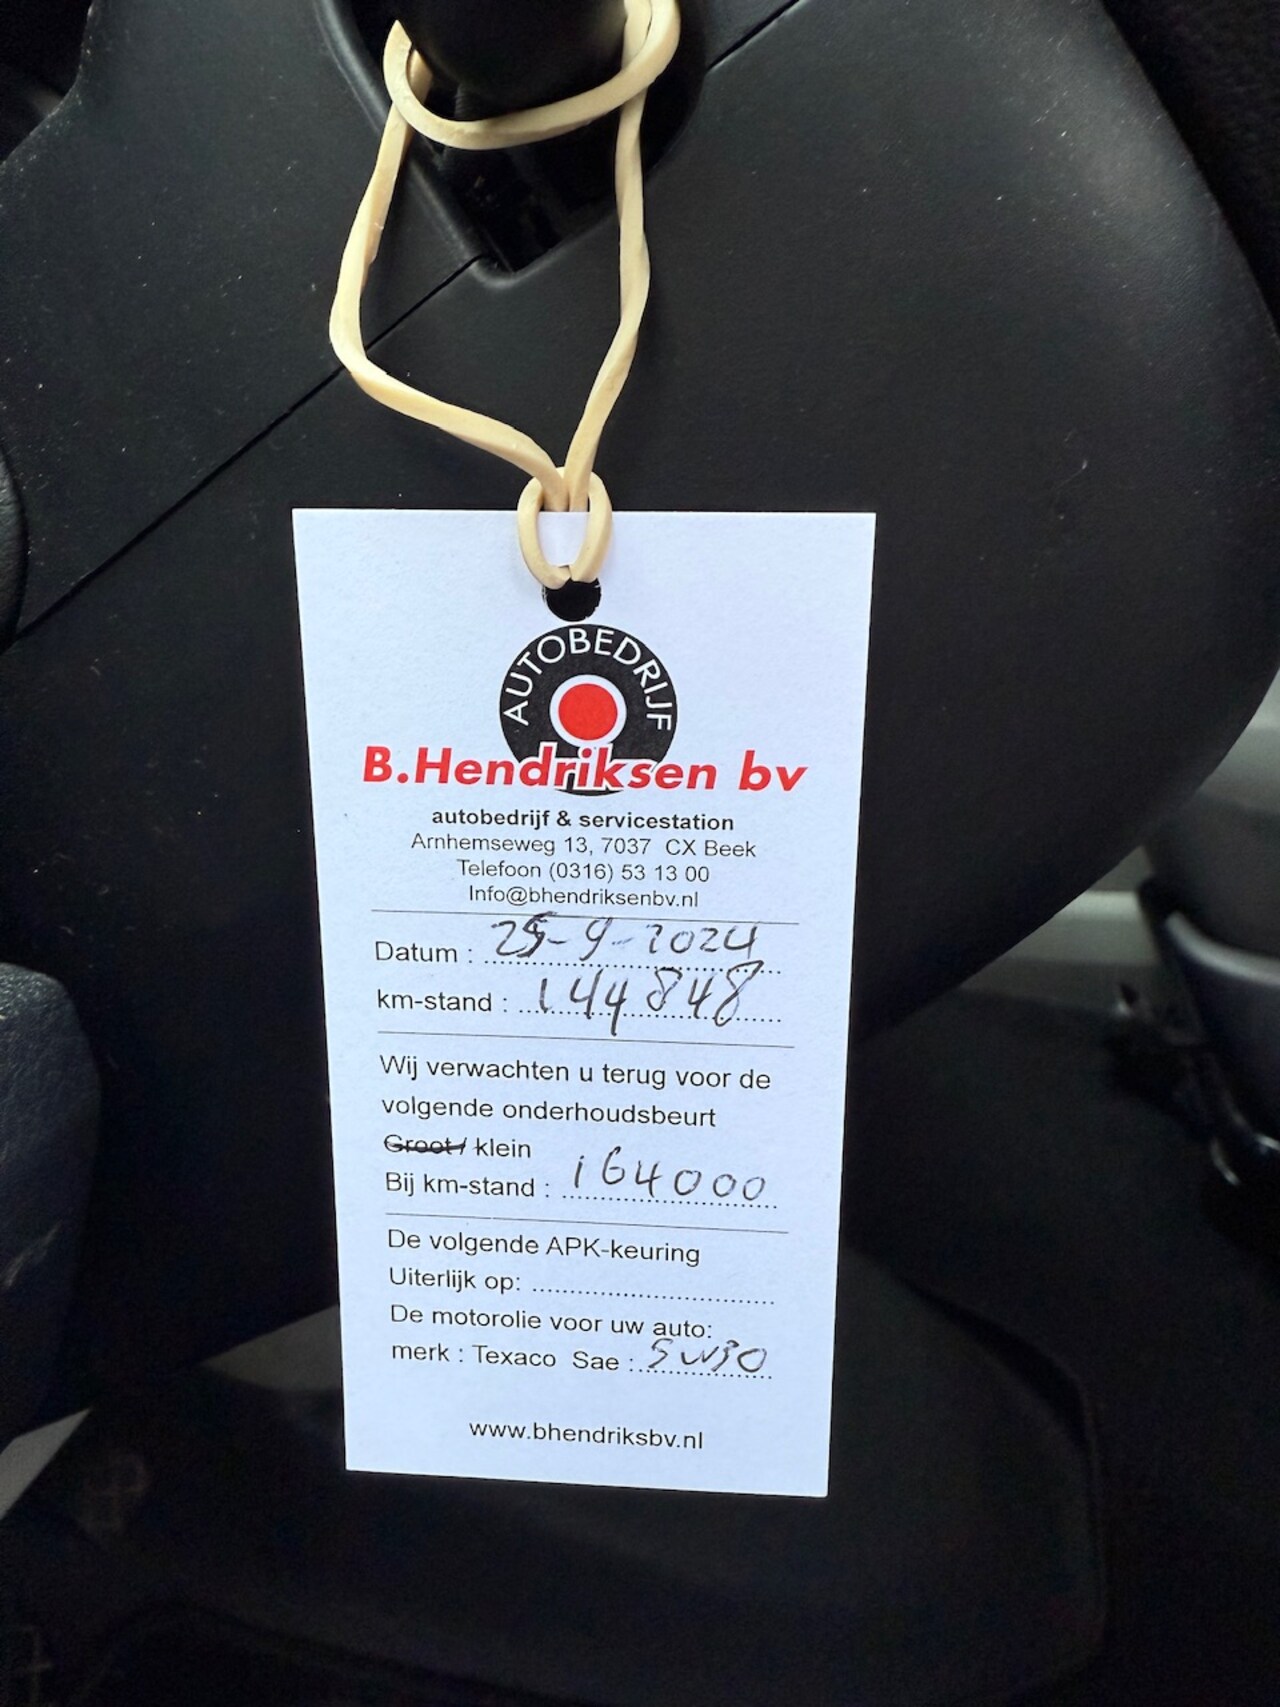 AUTOBEDRIJF
B.Hendriksen bv
autobedrijf & servicestation
Arnhemseweg 13, 7037 CX Beek
Telefoon (0316) 53 13 00
Info@bhendriksenbv.nl
Datum : 25-9-2024
km-stand : 144848
Wij verwachten u terug voor de
volgende onderhoudsbeurt
Groot / klein
Bij km-stand : 164000
De volgende APK-keuring
Uiterlijk op:
De motorolie voor uw auto:
merk : Texaco Sae : 5W30
www.bhendriksbv.nl